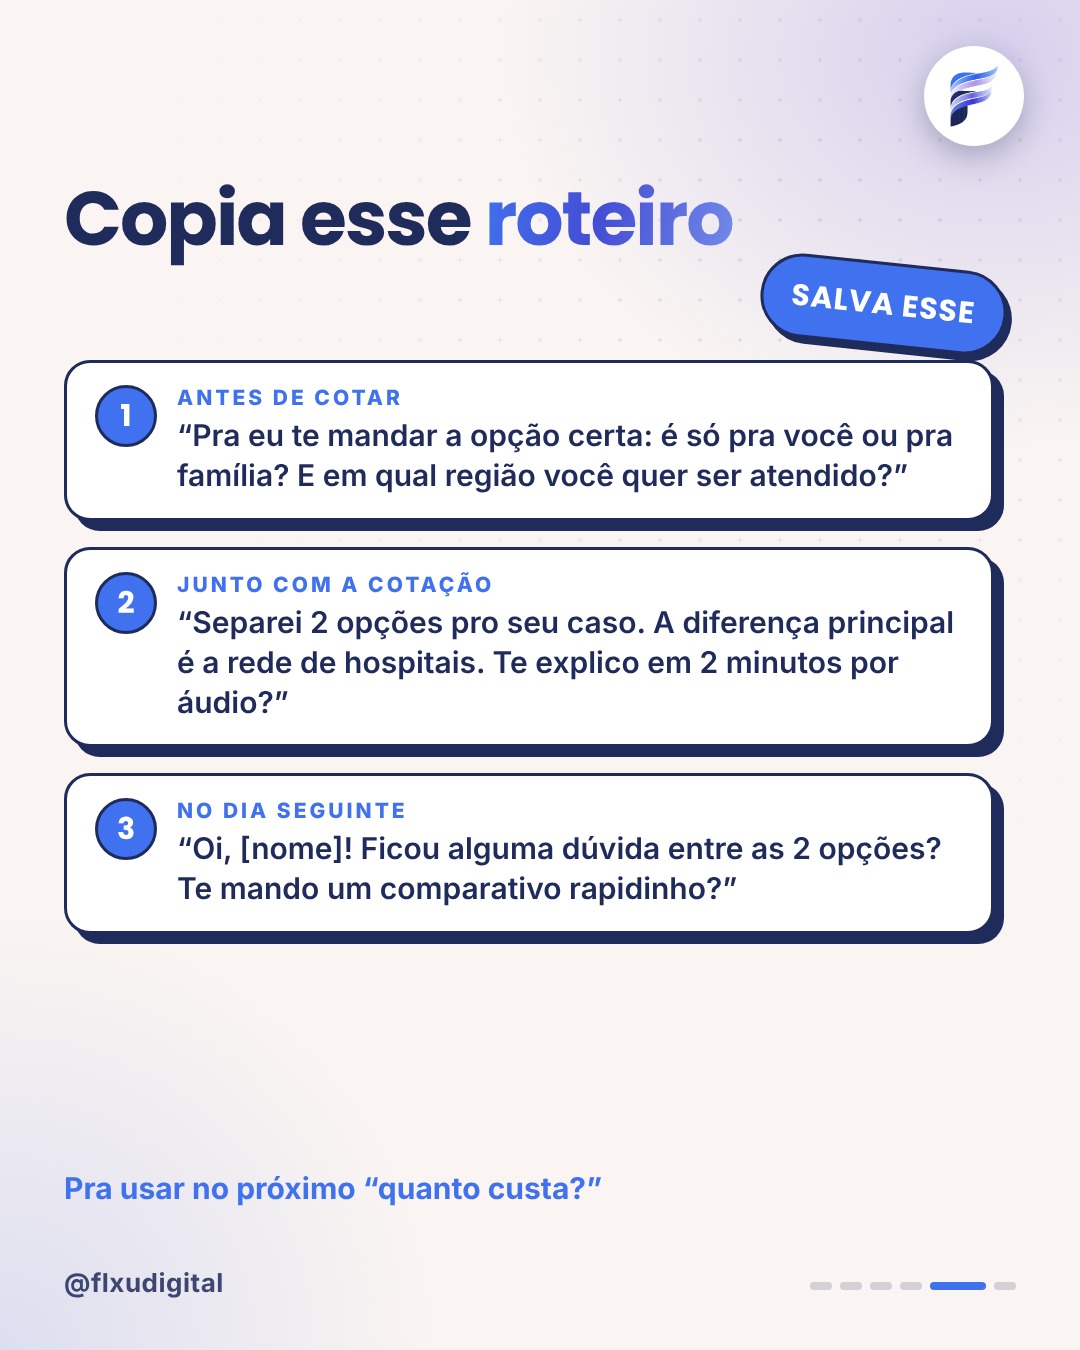 Copia esse roteiro
SALVA ESSE
1
ANTES DE COTAR
“Pra eu te mandar a opção certa: é só pra você ou pra
família? E em qual região você quer ser atendido?”
2
JUNTO COM A COTAÇÃO
“Separei 2 opções pro seu caso. A diferença principal
é a rede de hospitais. Te explico em 2 minutos por
áudio?”
3
NO DIA SEGUINTE
“Oi, [nome]! Ficou alguma dúvida entre as 2 opções?
Te mando um comparativo rapidinho?”
Pra usar no próximo “quanto custa?”
@flxudigital